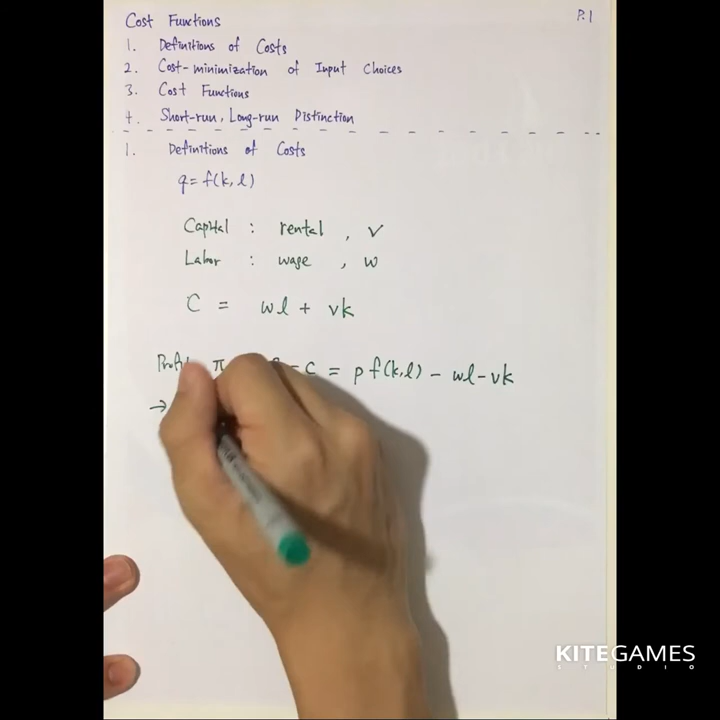 P.1
Cost Functions
1. Definitions of Costs
2. Cost-minimization of Input Choices
3. Cost Functions
4. Short-run, Long-run Distinction
1. Definitions of Costs
q = f(k, l)
Capital : rental , v
Labor : wage , w
C = wl + vk
π - C = p f(k,l) - wl - vk
→
KITEGAMES
STUDIO